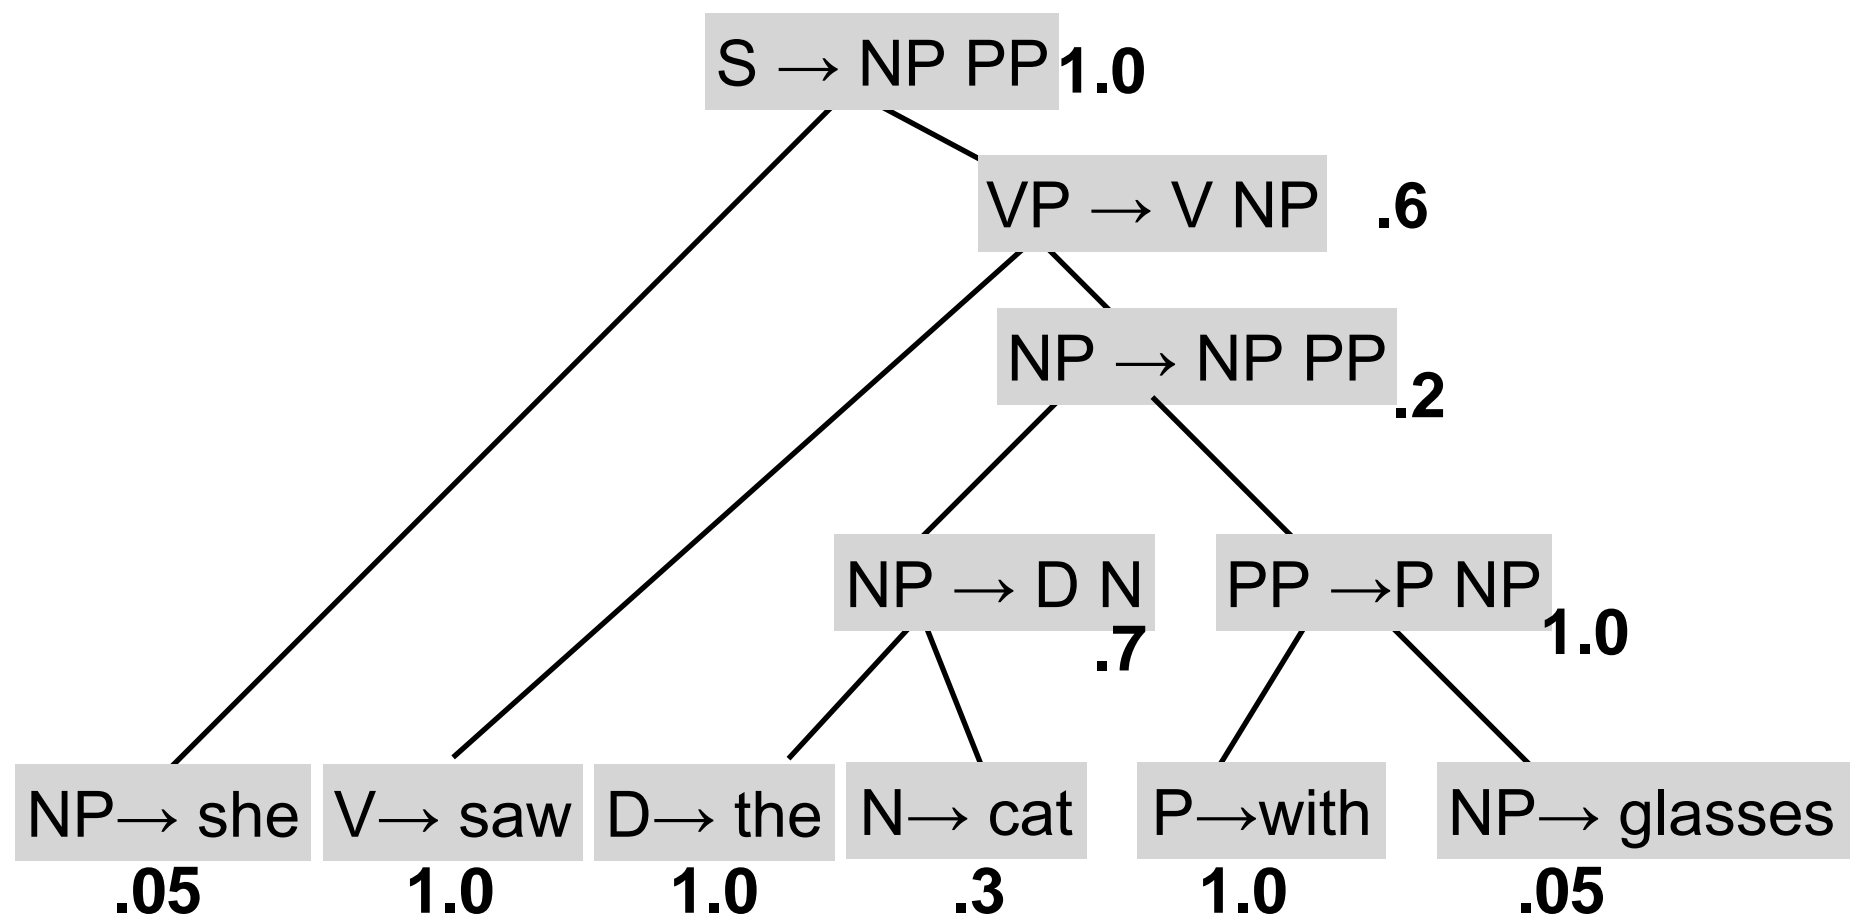 S → NP PP 1.0
VP → V NP .6
NP → NP PP .2
NP → D N .7
PP →P NP 1.0
NP→ she .05
V→ saw 1.0
D→ the 1.0
N→ cat .3
P→with 1.0
NP→ glasses .05